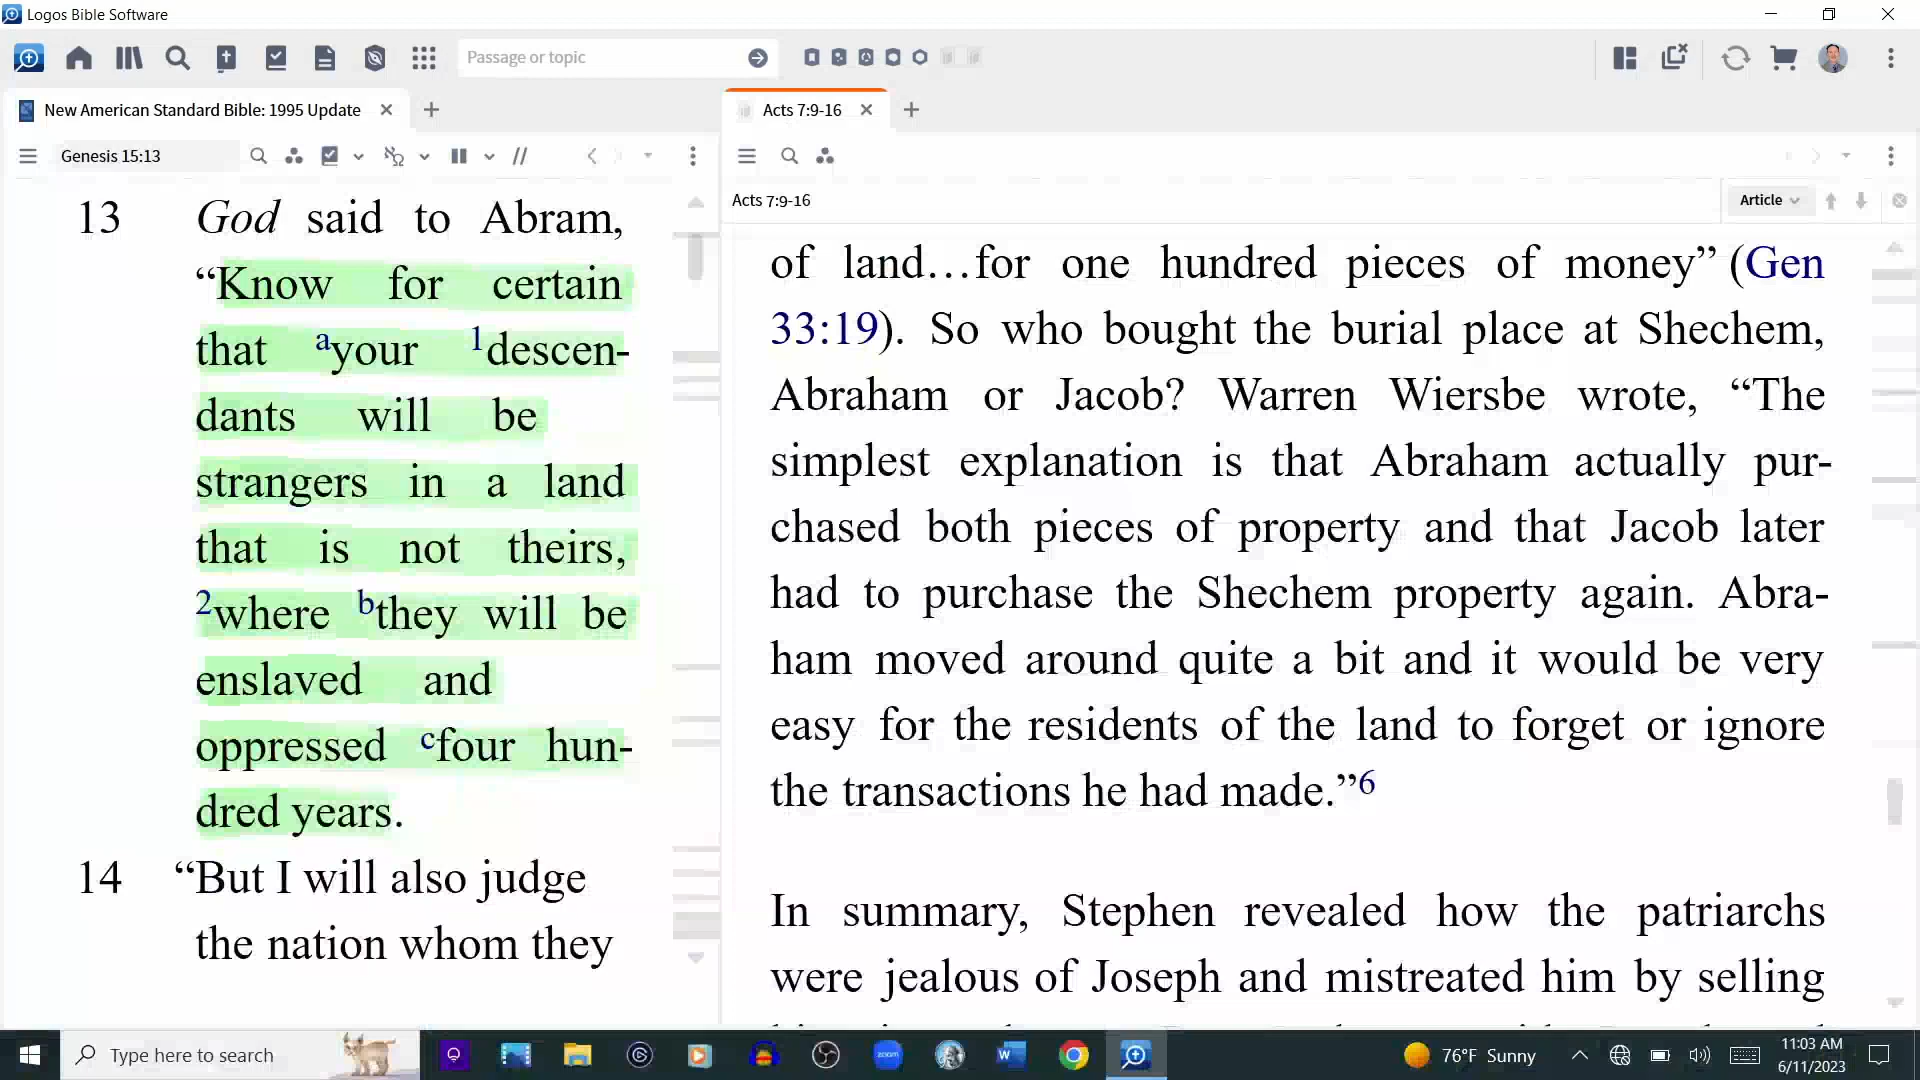 Logos Bible Software
Passage or topic
New American Standard Bible: 1995 Update
Acts 7:9-16
Genesis 15:13
13 God said to Abram,
“Know for certain
that ayour 1descen-
dants will be
strangers in a land
that is not theirs,
2where bthey will be
enslaved and
oppressed cfour hun-
dred years.
14 “But I will also judge
the nation whom they
Acts 7:9-16
Article
of land…for one hundred pieces of money” (Gen
33:19). So who bought the burial place at Shechem,
Abraham or Jacob? Warren Wiersbe wrote, “The
simplest explanation is that Abraham actually pur-
chased both pieces of property and that Jacob later
had to purchase the Shechem property again. Abra-
ham moved around quite a bit and it would be very
easy for the residents of the land to forget or ignore
the transactions he had made.”6
In summary, Stephen revealed how the patriarchs
were jealous of Joseph and mistreated him by selling
Type here to search
zoom
76°F Sunny
11:03 AM
6/11/2023